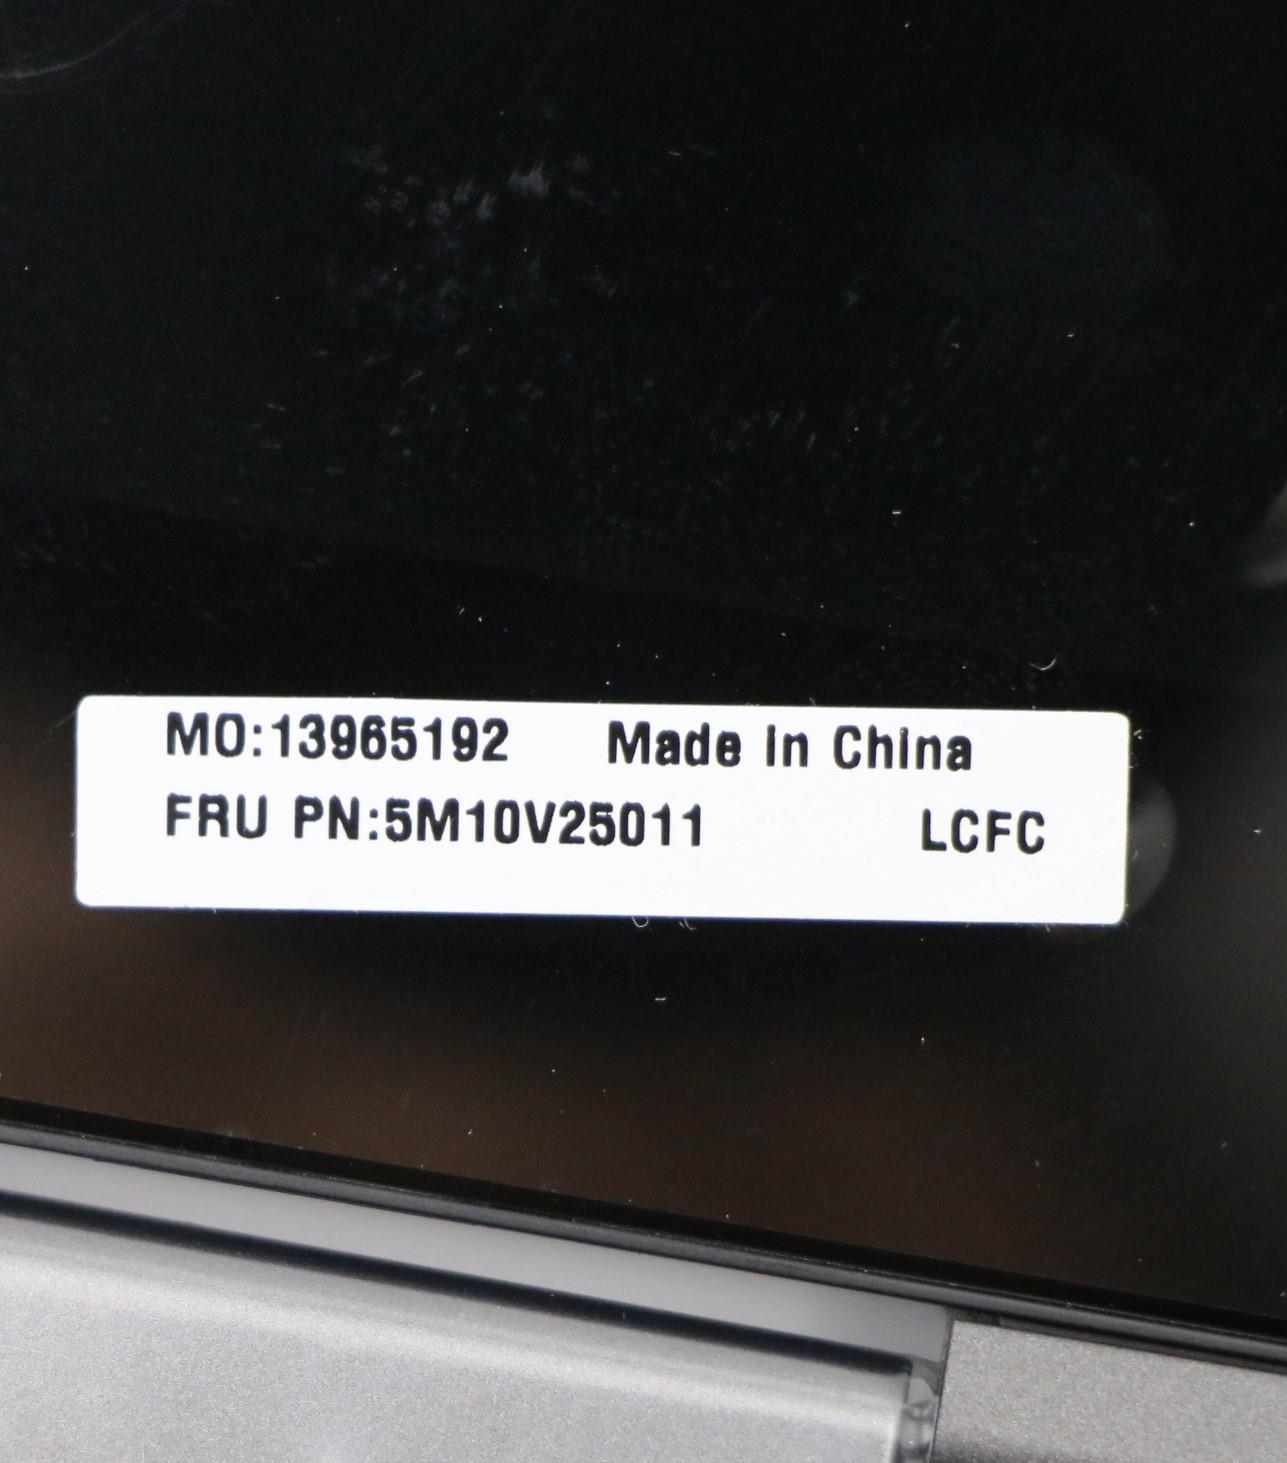 MO:13965192 Made in China
FRU PN:5M10V25011 LCFC